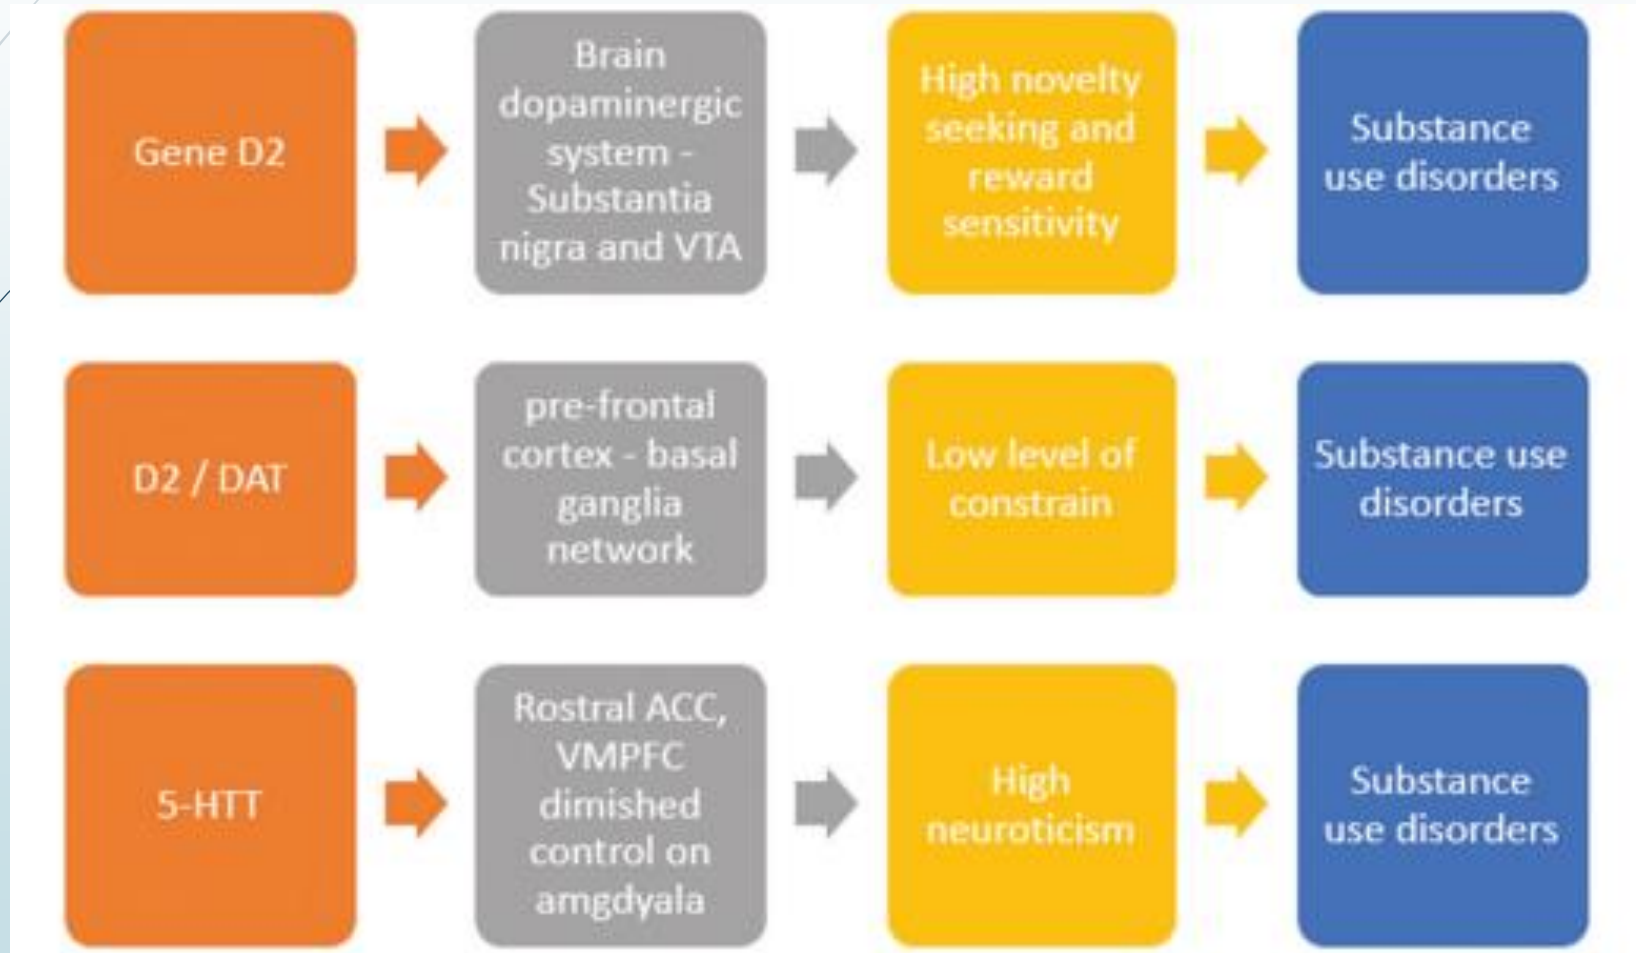 Gene D2
Brain
dopaminergic
system -
Substantia
nigra and VTA
High novelty
seeking and
reward
sensitivity
Substance
use disorders
D2 / DAT
pre-frontal
cortex - basal
ganglia
network
Low level of
constrain
Substance use
disorders
5-HTT
Rostral ACC,
VMPFC
dimished
control on
amgdyala
High
neuroticism
Substance
use disorders